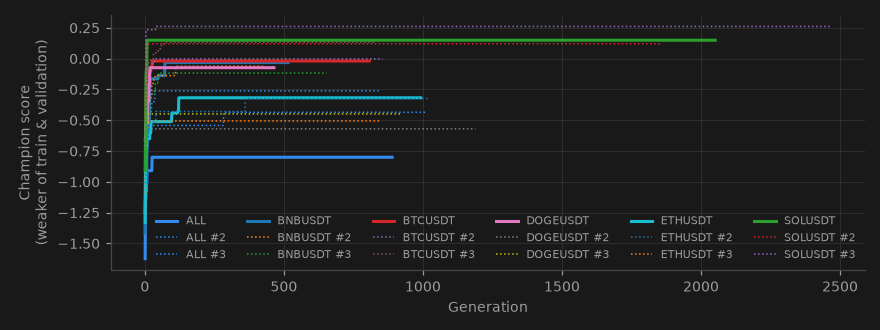 Champion score
(weaker of train & validation)
0.25
0.00
−0.25
−0.50
−0.75
−1.00
−1.25
−1.50
ALL BNBUSDT BTCUSDT DOGEUSDT ETHUSDT SOLUSDT
ALL #2 BNBUSDT #2 BTCUSDT #2 DOGEUSDT #2 ETHUSDT #2 SOLUSDT #2
ALL #3 BNBUSDT #3 BTCUSDT #3 DOGEUSDT #3 ETHUSDT #3 SOLUSDT #3
0 500 1000 1500 2000 2500
Generation